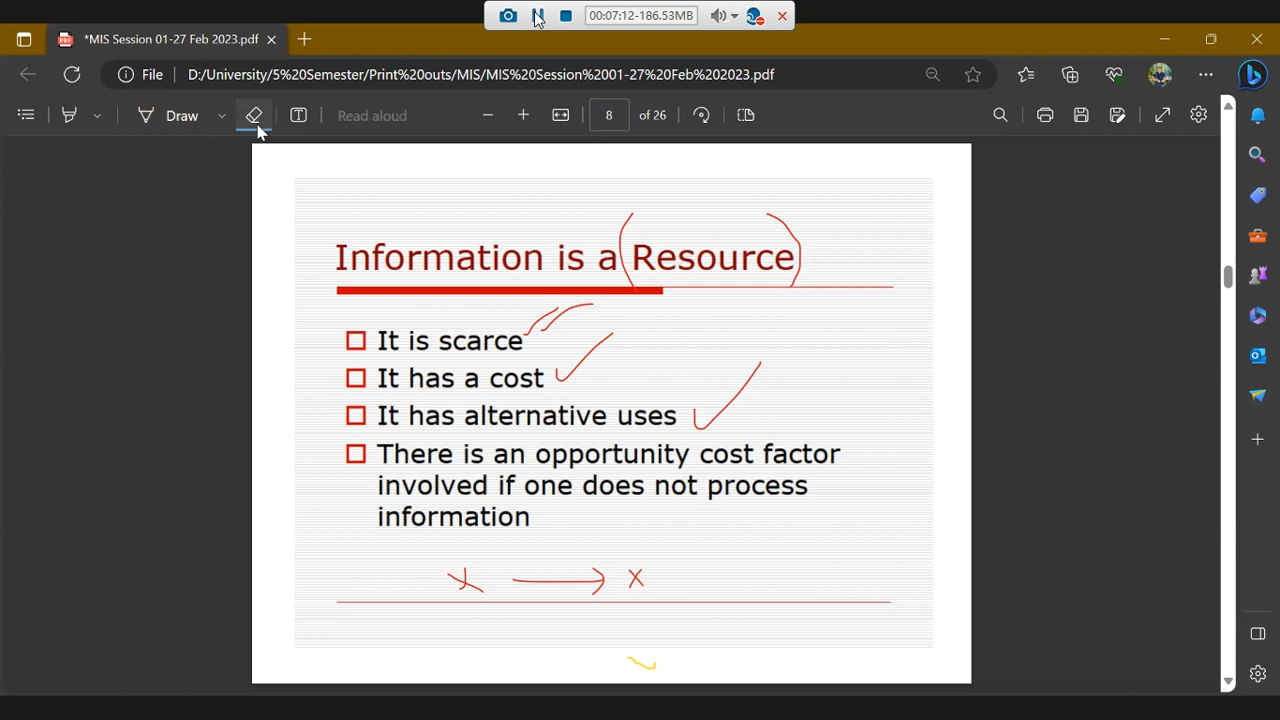 00:07:12-186.53MB
*MIS Session 01-27 Feb 2023.pdf
File D:/University/5%20Semester/Print%20outs/MIS/MIS%20Session%2001-27%20Feb%202023.pdf
Draw Read aloud 8 of 26
Information is a Resource
It is scarce
It has a cost
It has alternative uses
There is an opportunity cost factor
involved if one does not process
information
x → x